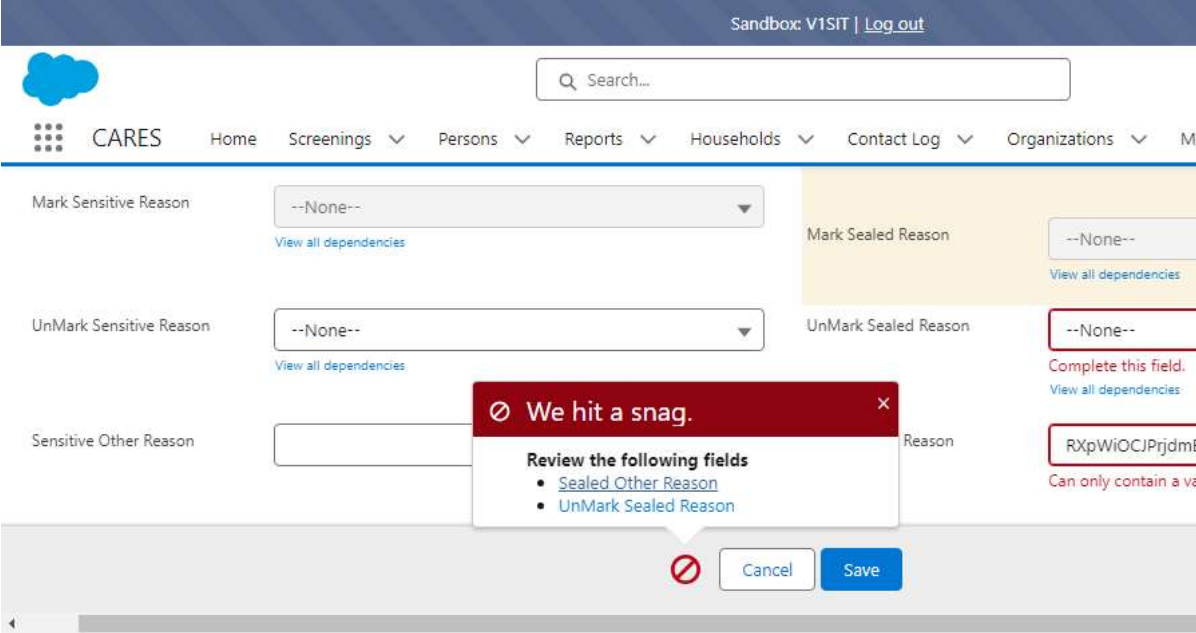 Sandbox: V1SIT | Log out
Search...
CARES Home Screenings Persons Reports Households Contact Log Organizations M
Mark Sensitive Reason --None--
View all dependencies
Mark Sealed Reason --None--
View all dependencies
UnMark Sensitive Reason --None--
View all dependencies
UnMark Sealed Reason --None--
Complete this field.
View all dependencies
We hit a snag.
Review the following fields
Sealed Other Reason
UnMark Sealed Reason
Sensitive Other Reason
Reason RXpWiOCJPrjdm
Can only contain a va
Cancel Save